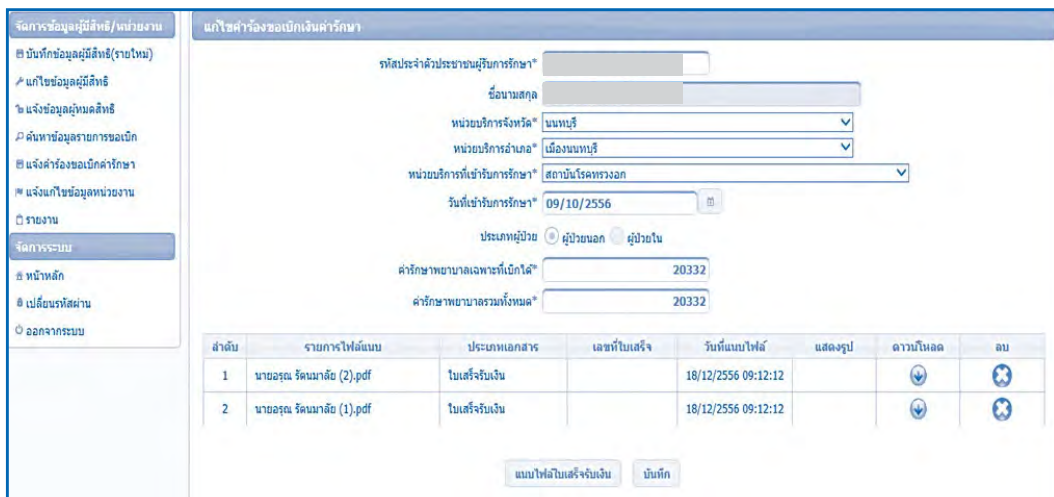 จัดการข้อมูลผู้มีสิทธิ/หน่วยงาน
บันทึกข้อมูลผู้มีสิทธิ(รายใหม่)
แก้ไขข้อมูลผู้มีสิทธิ
แจ้งข้อมูลผู้หมดสิทธิ
ค้นหาข้อมูลรายการขอเบิก
แจ้งคำร้องขอเบิกค่ารักษา
แจ้งแก้ไขข้อมูลหน่วยงาน
รายงาน
จัดการระบบ
หน้าหลัก
เปลี่ยนรหัสผ่าน
ออกจากระบบ
แก้ไขคำร้องขอเบิกเงินค่ารักษา
รหัสประจำตัวประชาชนผู้รับการรักษา*
ชื่อนามสกุล
หน่วยบริการจังหวัด* นนทบุรี
หน่วยบริการอำเภอ* เมืองนนทบุรี
หน่วยบริการที่เข้ารับการรักษา* สถาบันโรคทรวงอก
วันที่เข้ารับการรักษา* 09/10/2556
ประเภทผู้ป่วย ผู้ป่วยนอก ผู้ป่วยใน
ค่ารักษาพยาบาลเฉพาะที่เบิกได้* 20332
ค่ารักษาพยาบาลรวมทั้งหมด* 20332
ลำดับ รายการไฟล์แนบ ประเภทเอกสาร เลขที่ใบเสร็จ วันที่แนบไฟล์ แสดงรูป ดาวน์โหลด ลบ
1 นายอรุณ รัตนมาลัย (2).pdf ใบเสร็จรับเงิน 18/12/2556 09:12:12
2 นายอรุณ รัตนมาลัย (1).pdf ใบเสร็จรับเงิน 18/12/2556 09:12:12
แนบไฟล์ใบเสร็จรับเงิน บันทึก